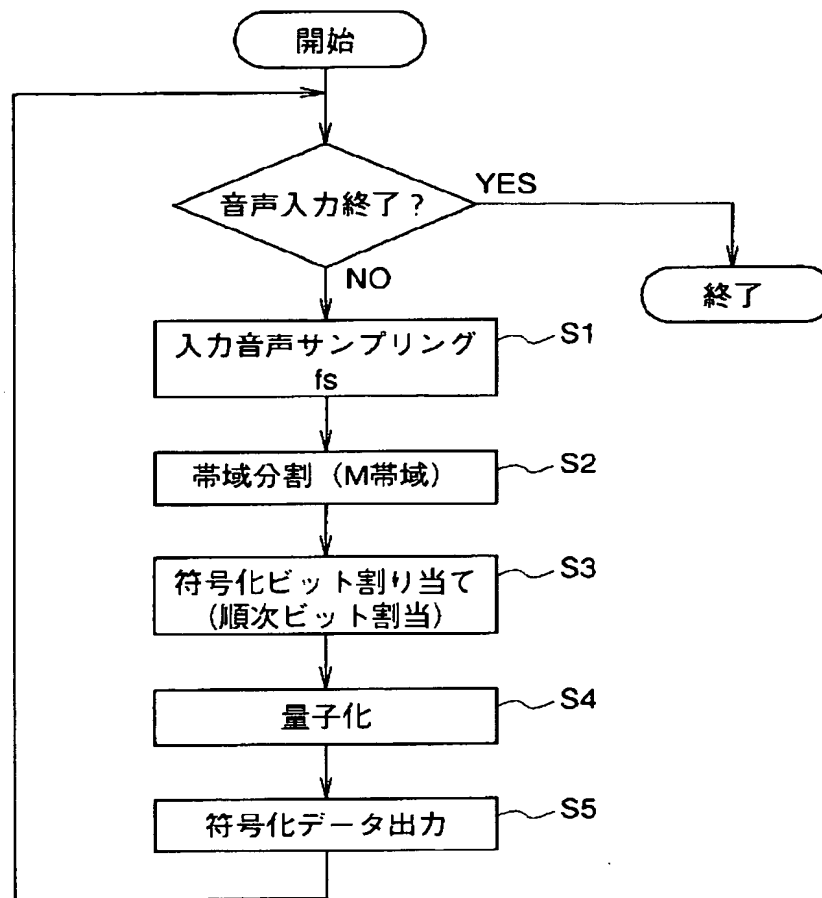 開始
音声入力終了?
YES
NO
終了
入力音声サンプリング
fs
S1
帯域分割(M帯域)
S2
符号化ビット割り当て
(順次ビット割当)
S3
量子化
S4
符号化データ出力
S5